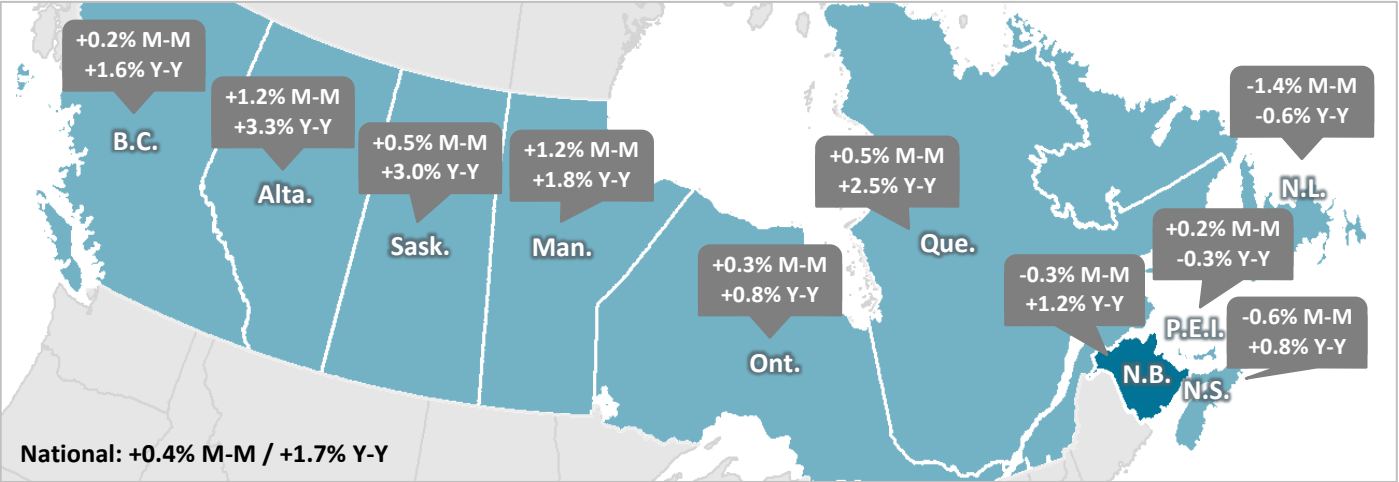 +0.2% M-M
+1.6% Y-Y
B.C.
+1.2% M-M
+3.3% Y-Y
Alta.
+0.5% M-M
+3.0% Y-Y
Sask.
+1.2% M-M
+1.8% Y-Y
Man.
+0.3% M-M
+0.8% Y-Y
Ont.
+0.5% M-M
+2.5% Y-Y
Que.
-1.4% M-M
-0.6% Y-Y
N.L.
+0.2% M-M
-0.3% Y-Y
P.E.I.
-0.3% M-M
+1.2% Y-Y
N.B.
-0.6% M-M
+0.8% Y-Y
N.S.
National: +0.4% M-M / +1.7% Y-Y